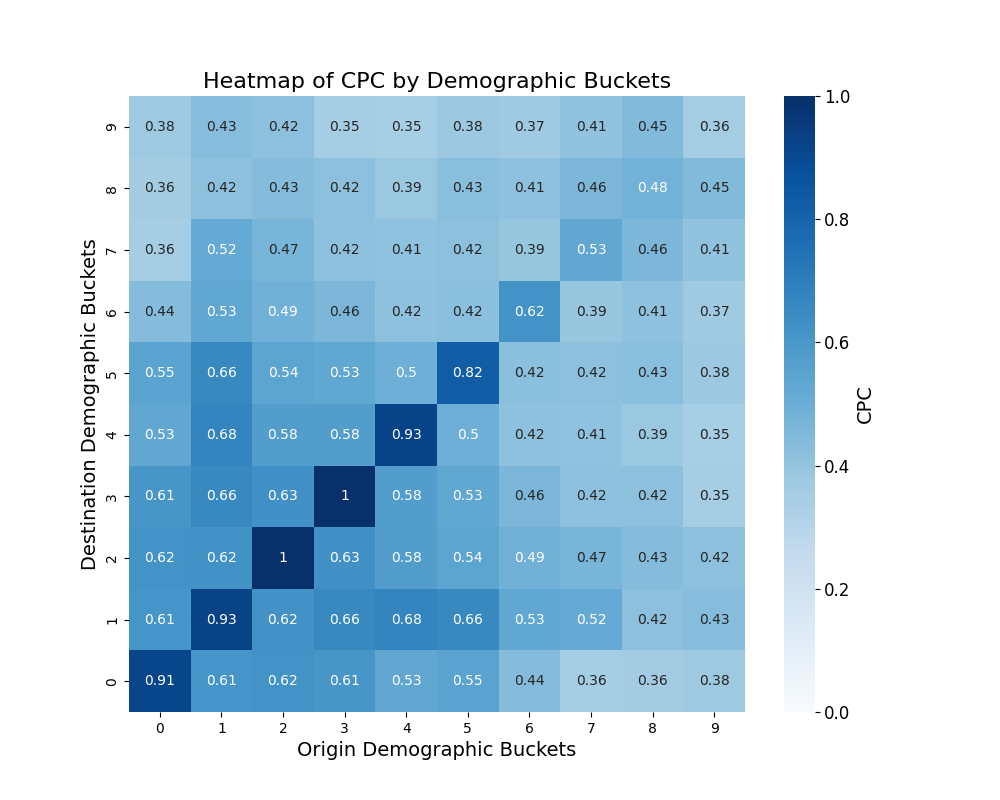 Heatmap of CPC by Demographic Buckets
9 0.38 0.43 0.42 0.35 0.35 0.38 0.37 0.41 0.45 0.36
8 0.36 0.42 0.43 0.42 0.39 0.43 0.41 0.46 0.48 0.45
7 0.36 0.52 0.47 0.42 0.41 0.42 0.39 0.53 0.46 0.41
6 0.44 0.53 0.49 0.46 0.42 0.42 0.62 0.39 0.41 0.37
5 0.55 0.66 0.54 0.53 0.5 0.82 0.42 0.42 0.43 0.38
4 0.53 0.68 0.58 0.58 0.93 0.5 0.42 0.41 0.39 0.35
3 0.61 0.66 0.63 1 0.58 0.53 0.46 0.42 0.42 0.35
2 0.62 0.62 1 0.63 0.58 0.54 0.49 0.47 0.43 0.42
1 0.61 0.93 0.62 0.66 0.68 0.66 0.53 0.52 0.42 0.43
0 0.91 0.61 0.62 0.61 0.53 0.55 0.44 0.36 0.36 0.38
0 1 2 3 4 5 6 7 8 9
Origin Demographic Buckets
Destination Demographic Buckets
1.0
0.8
0.6
0.4
0.2
0.0
CPC